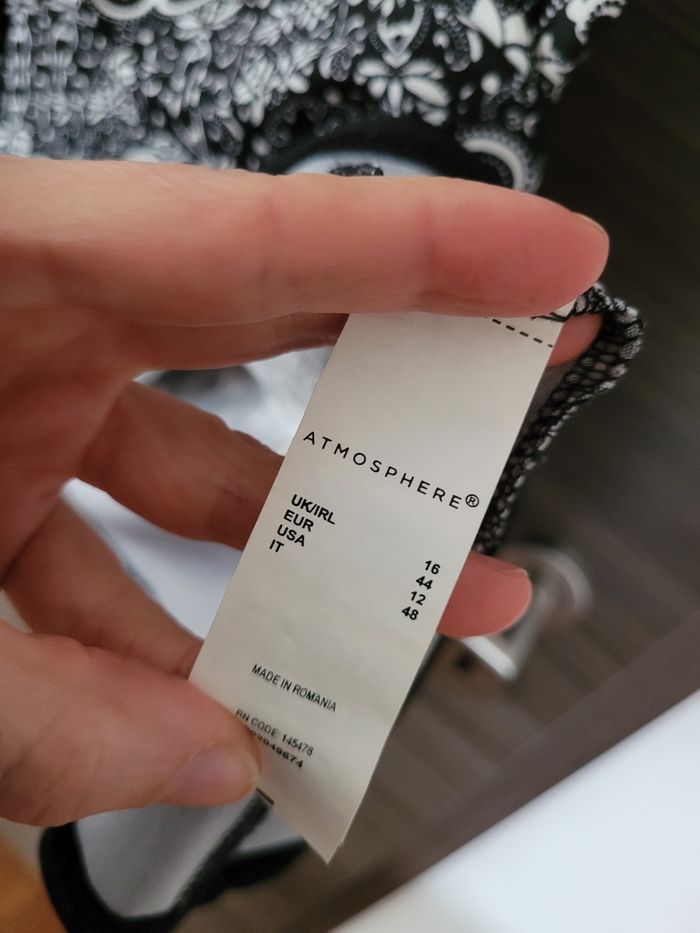 ATMOSPHERE®
UK/IRL 16
EUR 44
USA 12
IT 48
MADE IN ROMANIA
RN CODE: 145478